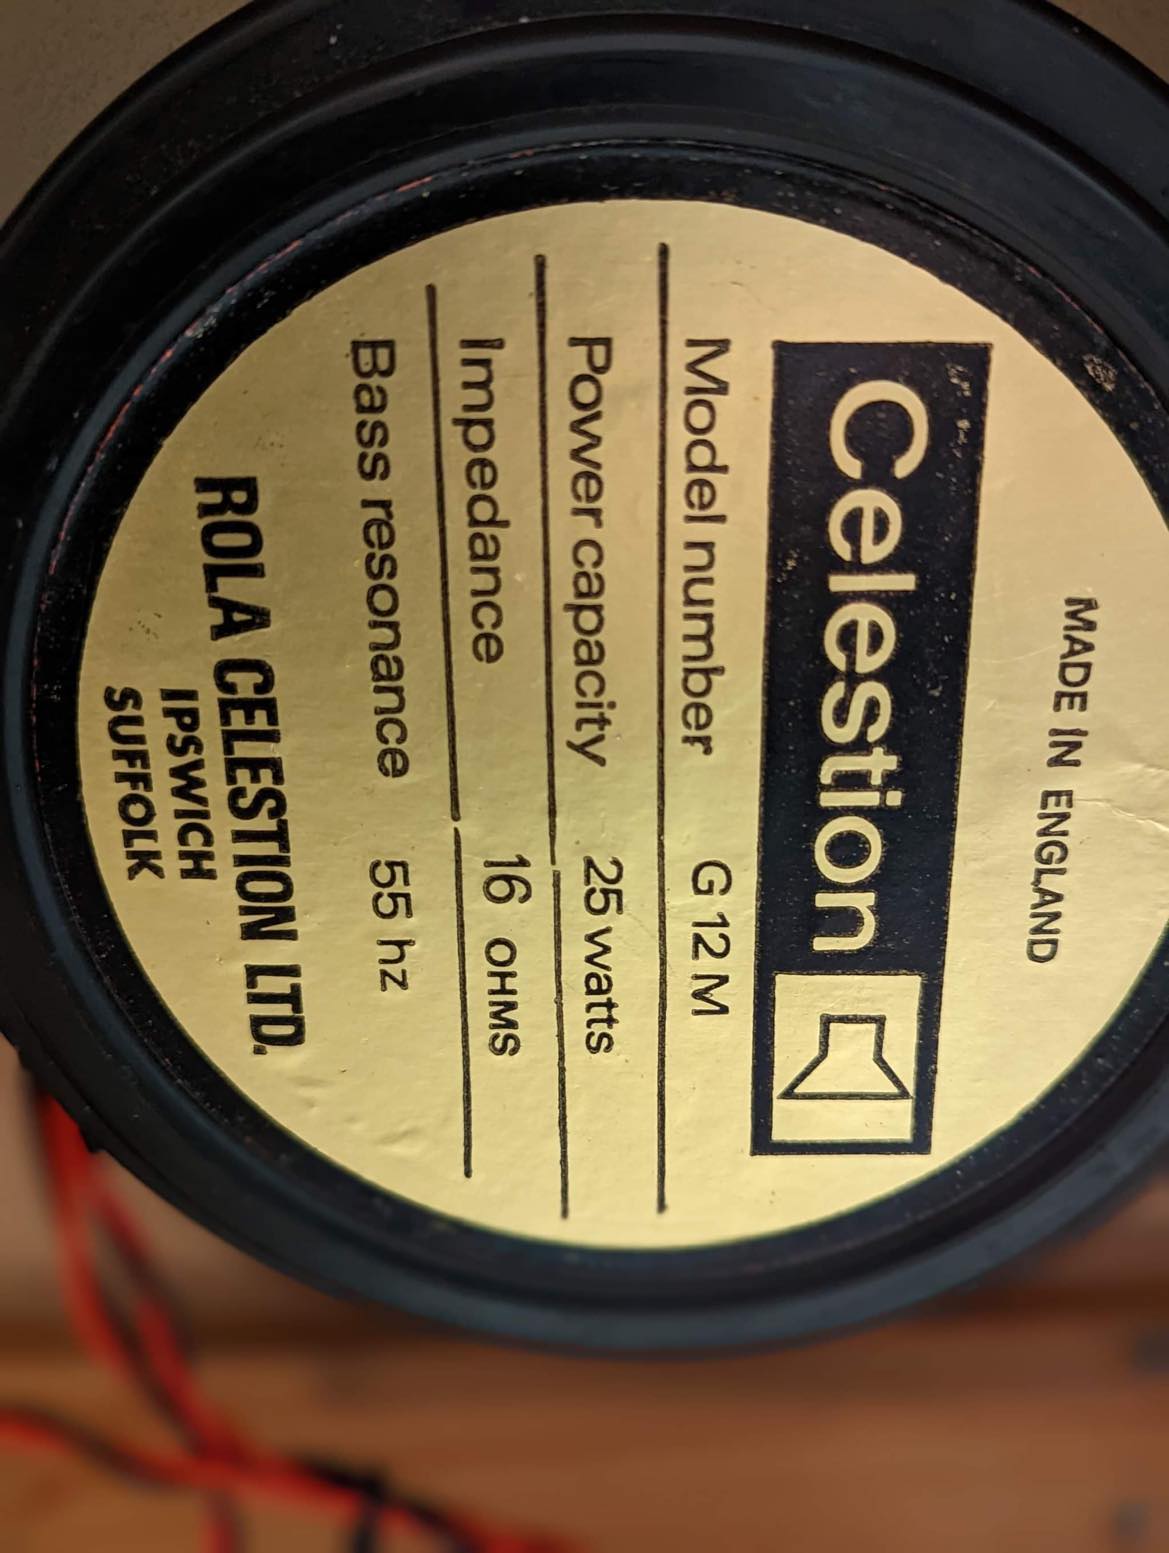 MADE IN ENGLAND
Celestion
Model number G 12 M
Power capacity 25 watts
Impedance 16 OHMS
Bass resonance 55 hz
ROLA CELESTION LTD.
IPSWICH
SUFFOLK